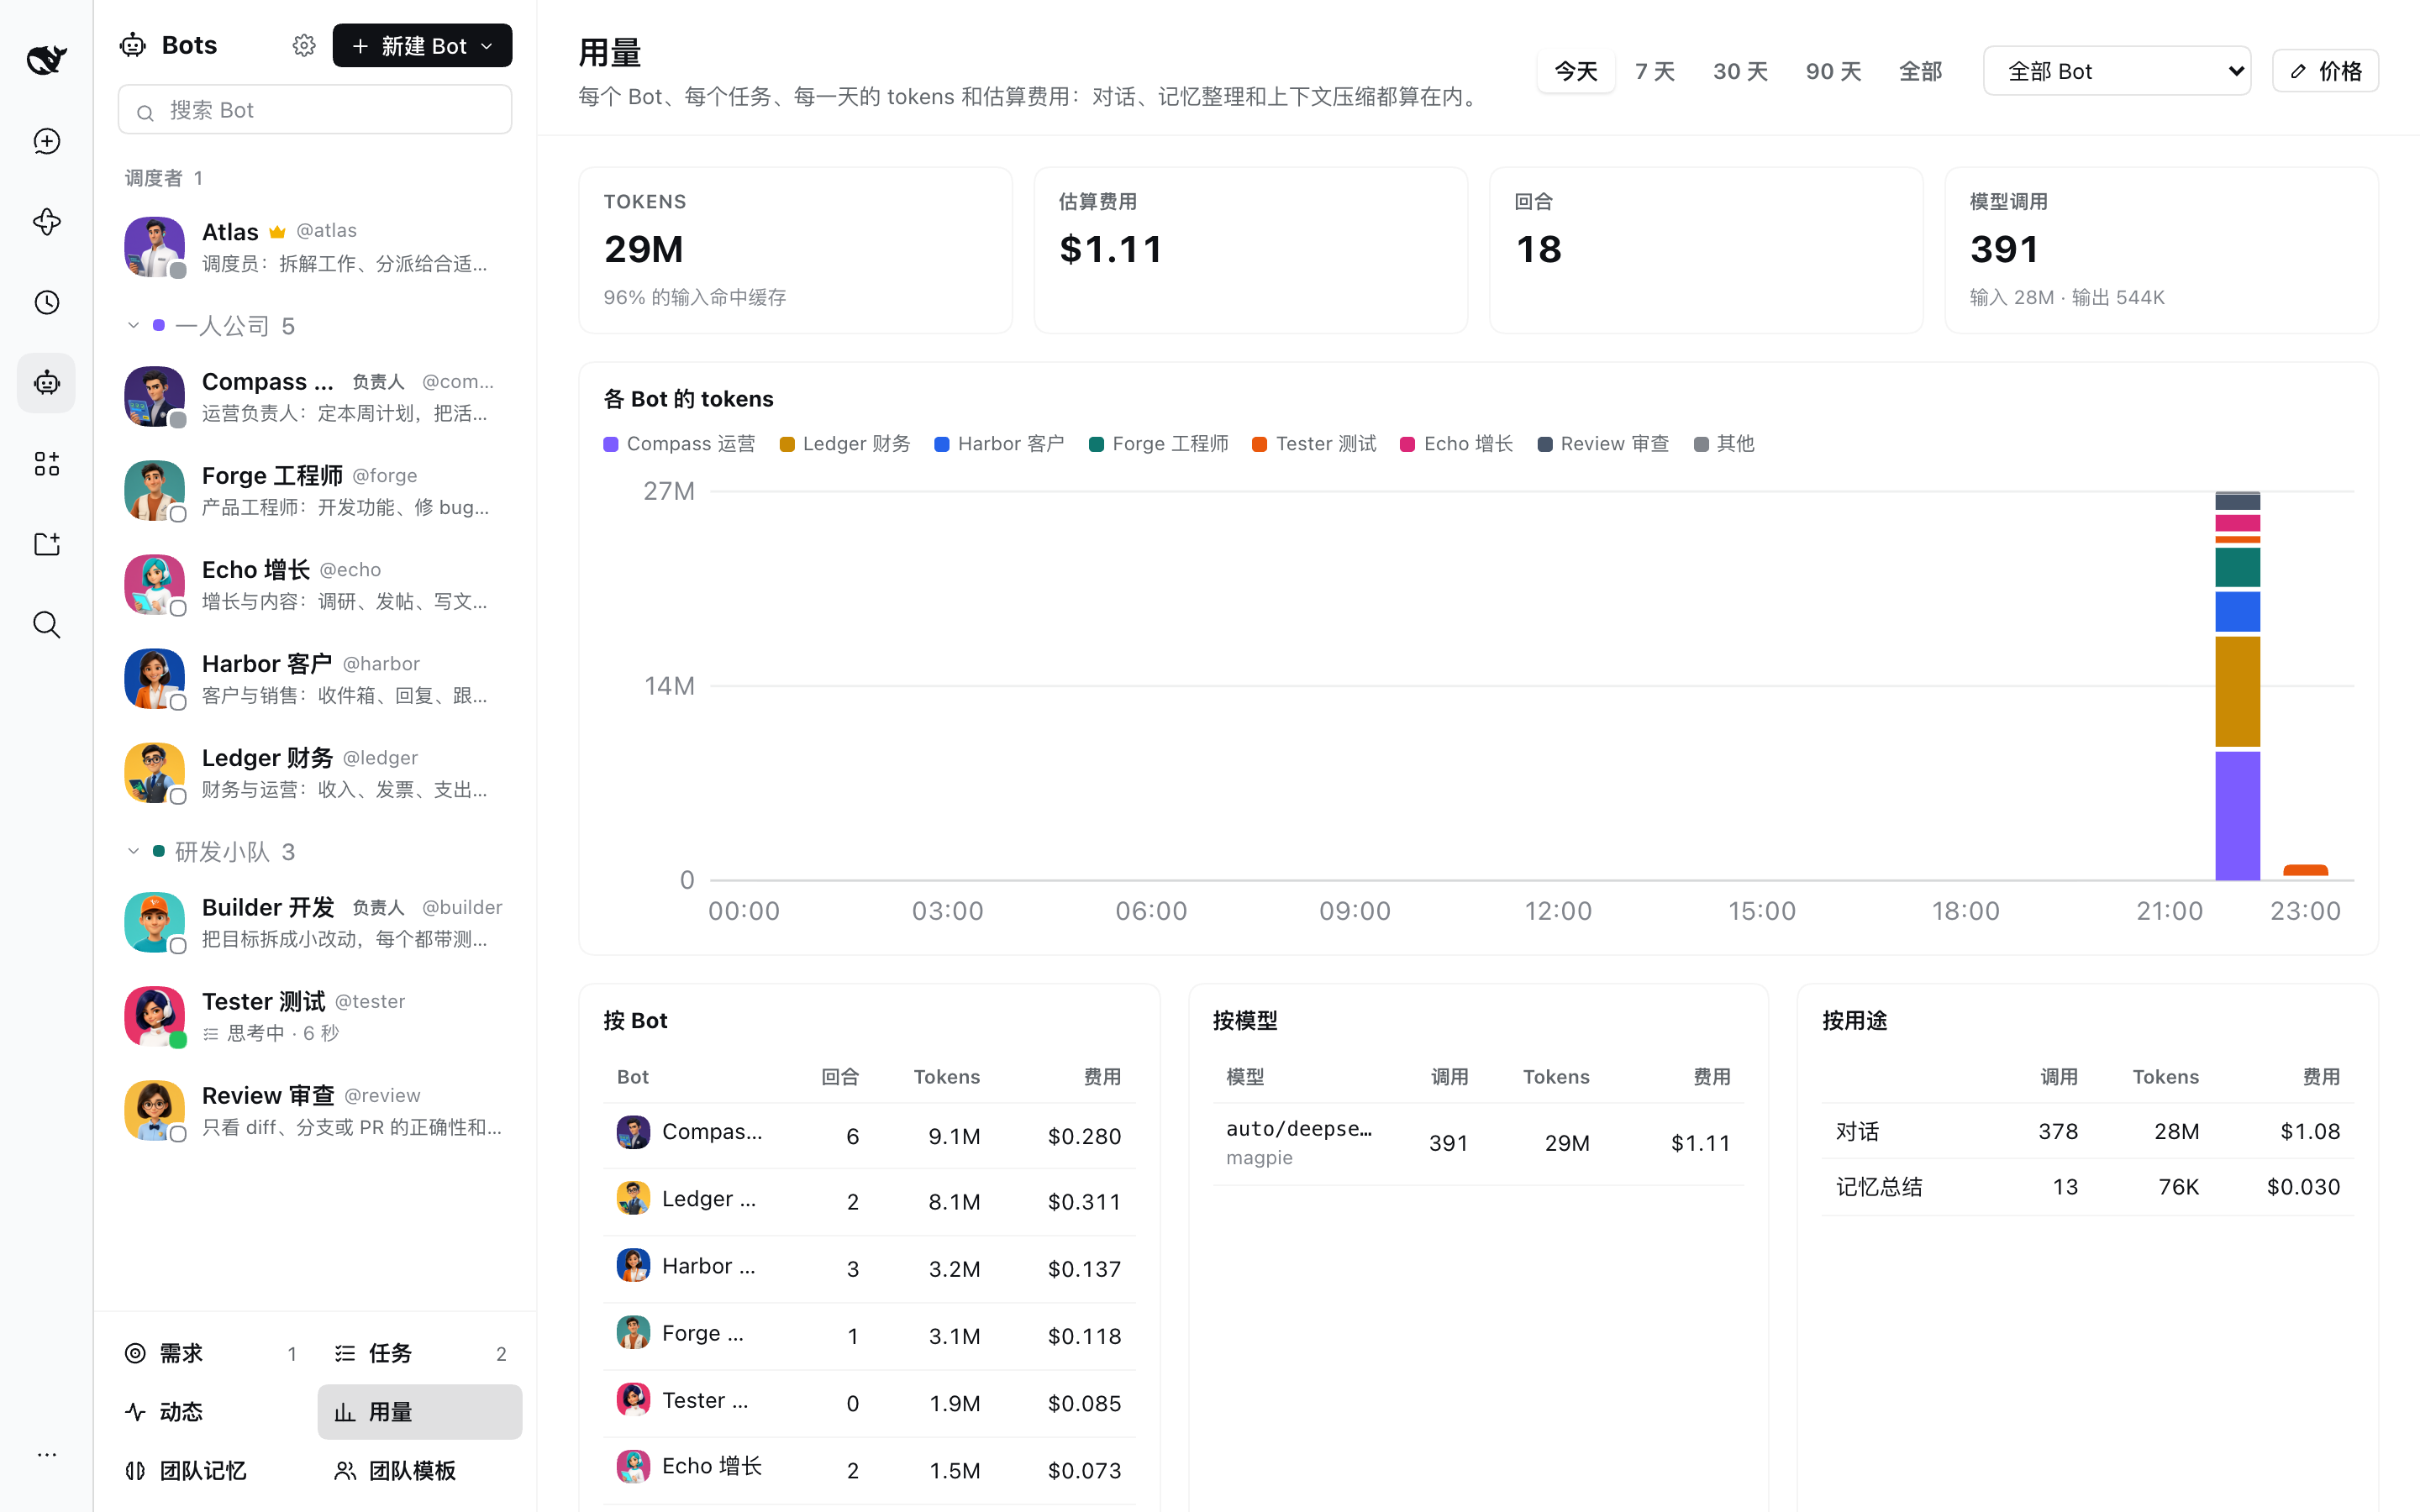 Bots
新建 Bot
搜索 Bot
调度者 1
Atlas @atlas
调度员：拆解工作、分派给合适...
一人公司 5
Compass ... 负责人 @com...
运营负责人：定本周计划，把活...
Forge 工程师 @forge
产品工程师：开发功能、修 bug...
Echo 增长 @echo
增长与内容：调研、发帖、写文...
Harbor 客户 @harbor
客户与销售：收件箱、回复、跟...
Ledger 财务 @ledger
财务与运营：收入、发票、支出...
研发小队 3
Builder 开发 负责人 @builder
把目标拆成小改动，每个都带测...
Tester 测试 @tester
思考中 · 6 秒
Review 审查 @review
只看 diff、分支或 PR 的正确性和...
需求 1
任务 2
动态
用量
团队记忆
团队模板
用量
每个 Bot、每个任务、每一天的 tokens 和估算费用：对话、记忆整理和上下文压缩都算在内。
今天 7 天 30 天 90 天 全部
全部 Bot
价格
TOKENS
29M
96% 的输入命中缓存
估算费用
$1.11
回合
18
模型调用
391
输入 28M · 输出 544K
各 Bot 的 tokens
Compass 运营 Ledger 财务 Harbor 客户 Forge 工程师 Tester 测试 Echo 增长 Review 审查 其他
27M
14M
0
00:00 03:00 06:00 09:00 12:00 15:00 18:00 21:00 23:00
按 Bot
Bot 回合 Tokens 费用
Compas... 6 9.1M $0.280
Ledger ... 2 8.1M $0.311
Harbor ... 3 3.2M $0.137
Forge ... 1 3.1M $0.118
Tester ... 0 1.9M $0.085
Echo 增长 2 1.5M $0.073
按模型
模型 调用 Tokens 费用
auto/deepse… 391 29M $1.11
magpie
按用途
调用 Tokens 费用
对话 378 28M $1.08
记忆总结 13 76K $0.030